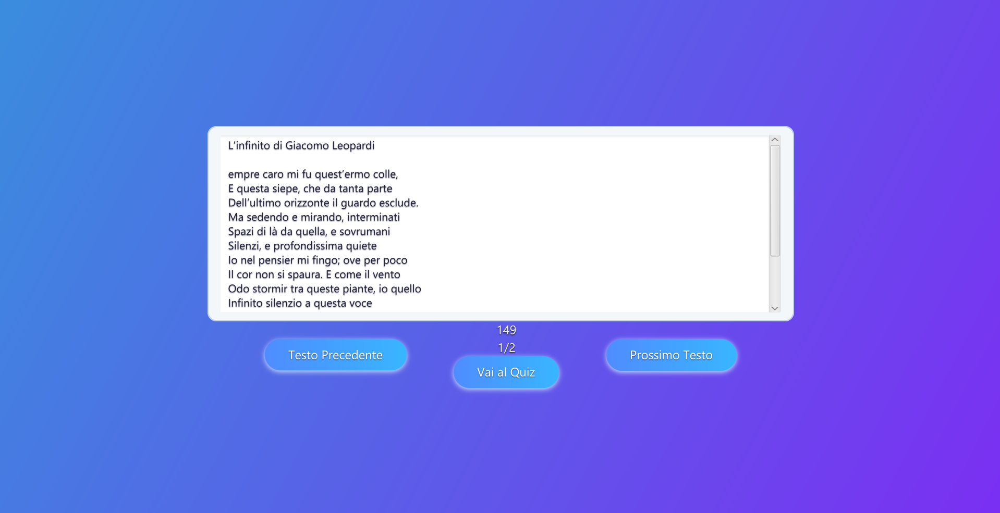 L’infinito di Giacomo Leopardi
empre caro mi fu quest’ermo colle,
E questa siepe, che da tanta parte
Dell’ultimo orizzonte il guardo esclude.
Ma sedendo e mirando, interminati
Spazi di là da quella, e sovrumani
Silenzi, e profondissima quiete
Io nel pensier mi fingo; ove per poco
Il cor non si spaura. E come il vento
Odo stormir tra queste piante, io quello
Infinito silenzio a questa voce
149
1/2
Testo Precedente
Vai al Quiz
Prossimo Testo